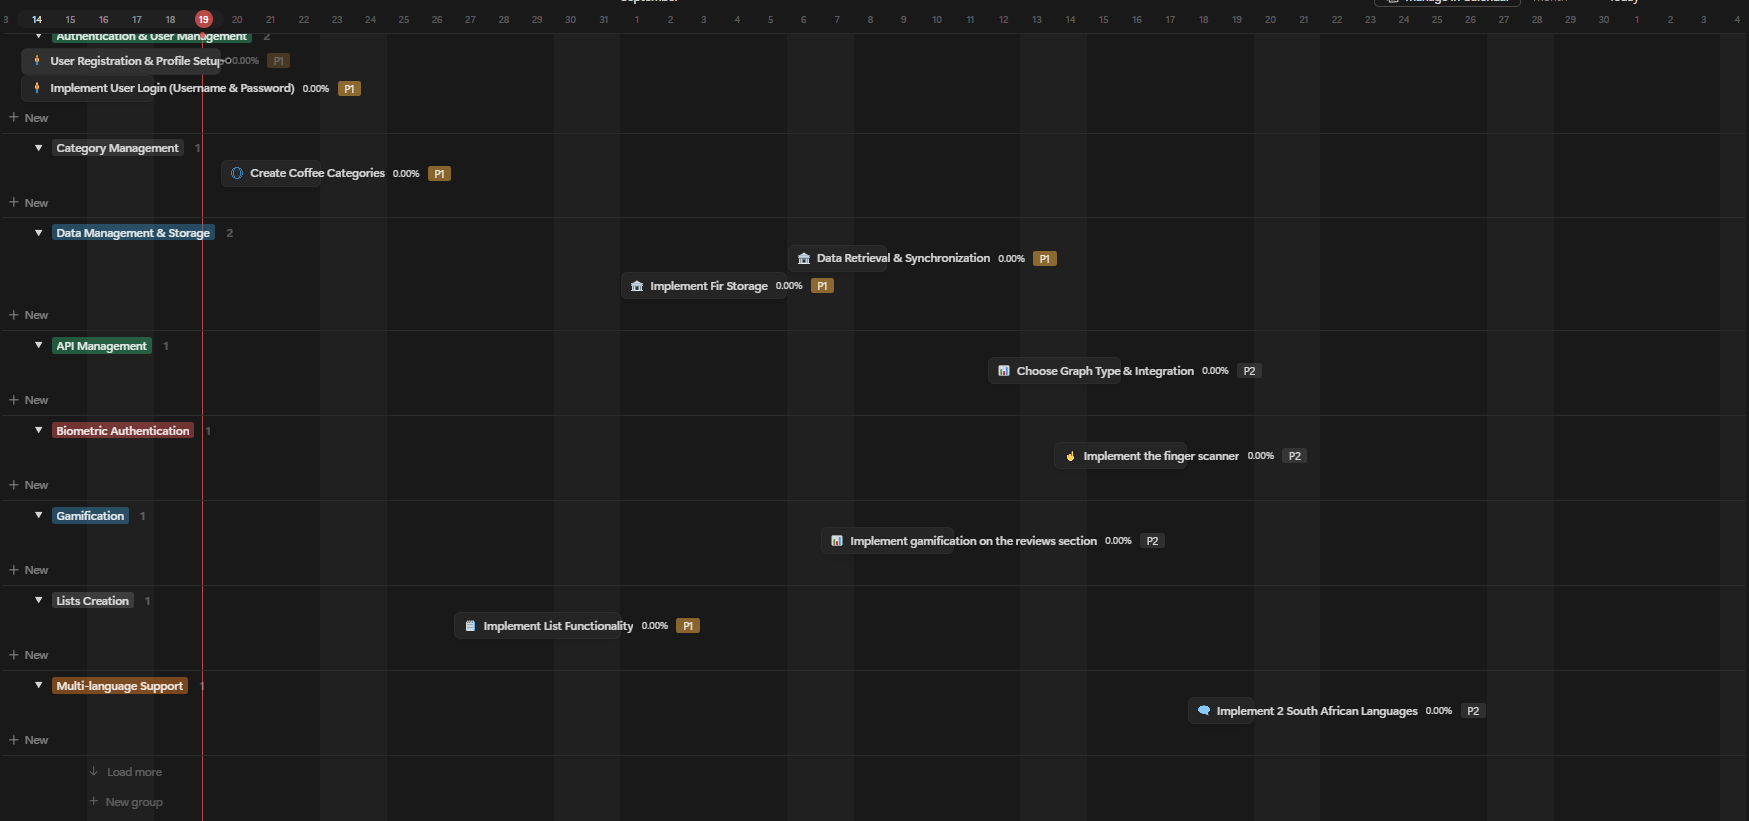 September Manage in Calendar Month Today
3 14 15 16 17 18 19 20 21 22 23 24 25 26 27 28 29 30 31 1 2 3 4 5 6 7 8 9 10 11 12 13 14 15 16 17 18 19 20 21 22 23 24 25 26 27 28 29 30 1 2 3 4
Authentication & User Management 2
User Registration & Profile Setup 0.00% P1
Implement User Login (Username & Password) 0.00% P1
+ New
Category Management 1
Create Coffee Categories 0.00% P1
+ New
Data Management & Storage 2
Data Retrieval & Synchronization 0.00% P1
Implement Fir Storage 0.00% P1
+ New
API Management 1
Choose Graph Type & Integration 0.00% P2
+ New
Biometric Authentication 1
Implement the finger scanner 0.00% P2
+ New
Gamification 1
Implement gamification on the reviews section 0.00% P2
+ New
Lists Creation 1
Implement List Functionality 0.00% P1
+ New
Multi-language Support 1
Implement 2 South African Languages 0.00% P2
+ New
Load more
+ New group